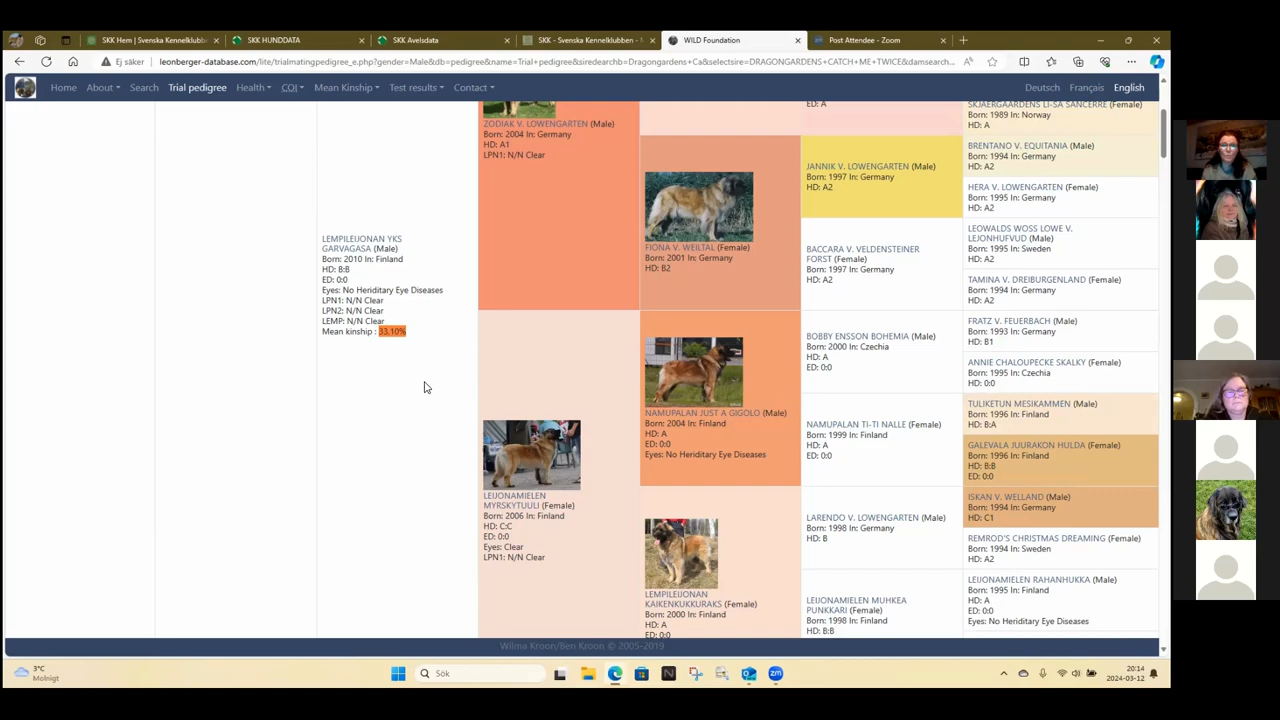 SKK Hem | Svenska Kennelklubb
SKK HUNDDATA
SKK Avelsdata
SKK - Svenska Kennelklubben -
WILD Foundation
Post Attendee - Zoom
Ej säker
leonberger-database.com/lite/trialmatingpedigree_e.php?gender=Male&db=pedigree&name=Trial+pedigree&siredearchb=Dragongardens+Ca&selectsire=DRAGONGARDENS+CATCH+ME+TWICE&damsearch...
Home
About
Search
Trial pedigree
Health
COI
Mean Kinship
Test results
Contact
Deutsch
Français
English
LEMPILEIJONAN YKS
GARVAGASA (Male)
Born: 2010 In: Finland
HD: B:B
ED: 0:0
Eyes: No Heriditary Eye Diseases
LPN1: N/N Clear
LPN2: N/N Clear
LEMP: N/N Clear
Mean kinship : 33,10%
ZODIAK V. LOWENGARTEN (Male)
Born: 2004 In: Germany
HD: A1
LPN1: N/N Clear
LEIJONAMIELEN
MYRSKYTUULI (Female)
Born: 2006 In: Finland
HD: C:C
ED: 0:0
Eyes: Clear
LPN1: N/N Clear
FIONA V. WEILTAL (Female)
Born: 2001 In: Germany
HD: B2
NAMUPALAN JUST A GIGOLO (Male)
Born: 2004 In: Finland
HD: A
ED: 0:0
Eyes: No Heriditary Eye Diseases
LEMPILEIJONAN
KAIKENKUKKURAKS (Female)
Born: 2000 In: Finland
HD: A
ED: 0:0
ED: A
JANNIK V. LOWENGARTEN (Male)
Born: 1997 In: Germany
HD: A2
BACCARA V. VELDENSTEINER
FORST (Female)
Born: 1997 In: Germany
HD: A2
BOBBY ENSSON BOHEMIA (Male)
Born: 2000 In: Czechia
HD: A
ED: 0:0
NAMUPALAN TI-TI NALLE (Female)
Born: 1999 In: Finland
HD: A
ED: 0:0
LARENDO V. LOWENGARTEN (Male)
Born: 1998 In: Germany
HD: B
LEIJONAMIELEN MUHKEA
PUNKKARI (Female)
Born: 1998 In: Finland
HD: B:B
SKJAERGAARDENS LI-SA SANCERRE (Female)
Born: 1989 In: Norway
HD: A
BRENTANO V. EQUITANIA (Male)
Born: 1994 In: Germany
HD: A2
HERA V. LOWENGARTEN (Female)
Born: 1995 In: Germany
HD: A2
LEOWALDS WOSS LOWE V.
LEJONHUFVUD (Male)
Born: 1995 In: Sweden
HD: A2
TAMINA V. DREIBURGENLAND (Female)
Born: 1994 In: Germany
HD: A2
FRATZ V. FEUERBACH (Male)
Born: 1993 In: Germany
HD: B1
ANNIE CHALOUPECKE SKALKY (Female)
Born: 1995 In: Czechia
HD: 0:0
TULIKETUN MESIKAMMEN (Male)
Born: 1996 In: Finland
HD: B:A
GALEVALA JUURAKON HULDA (Female)
Born: 1996 In: Finland
HD: B:B
ED: 0:0
ISKAN V. WELLAND (Male)
Born: 1994 In: Germany
HD: C1
REMROD'S CHRISTMAS DREAMING (Female)
Born: 1994 In: Sweden
HD: A2
LEIJONAMIELEN RAHANHUKKA (Male)
Born: 1995 In: Finland
HD: A
ED: 0:0
Eyes: No Heriditary Eye Diseases
Wilma Kroon/Ben Kroon © 2005-2019
3°C
Molnigt
Sök
20:14
2024-03-12